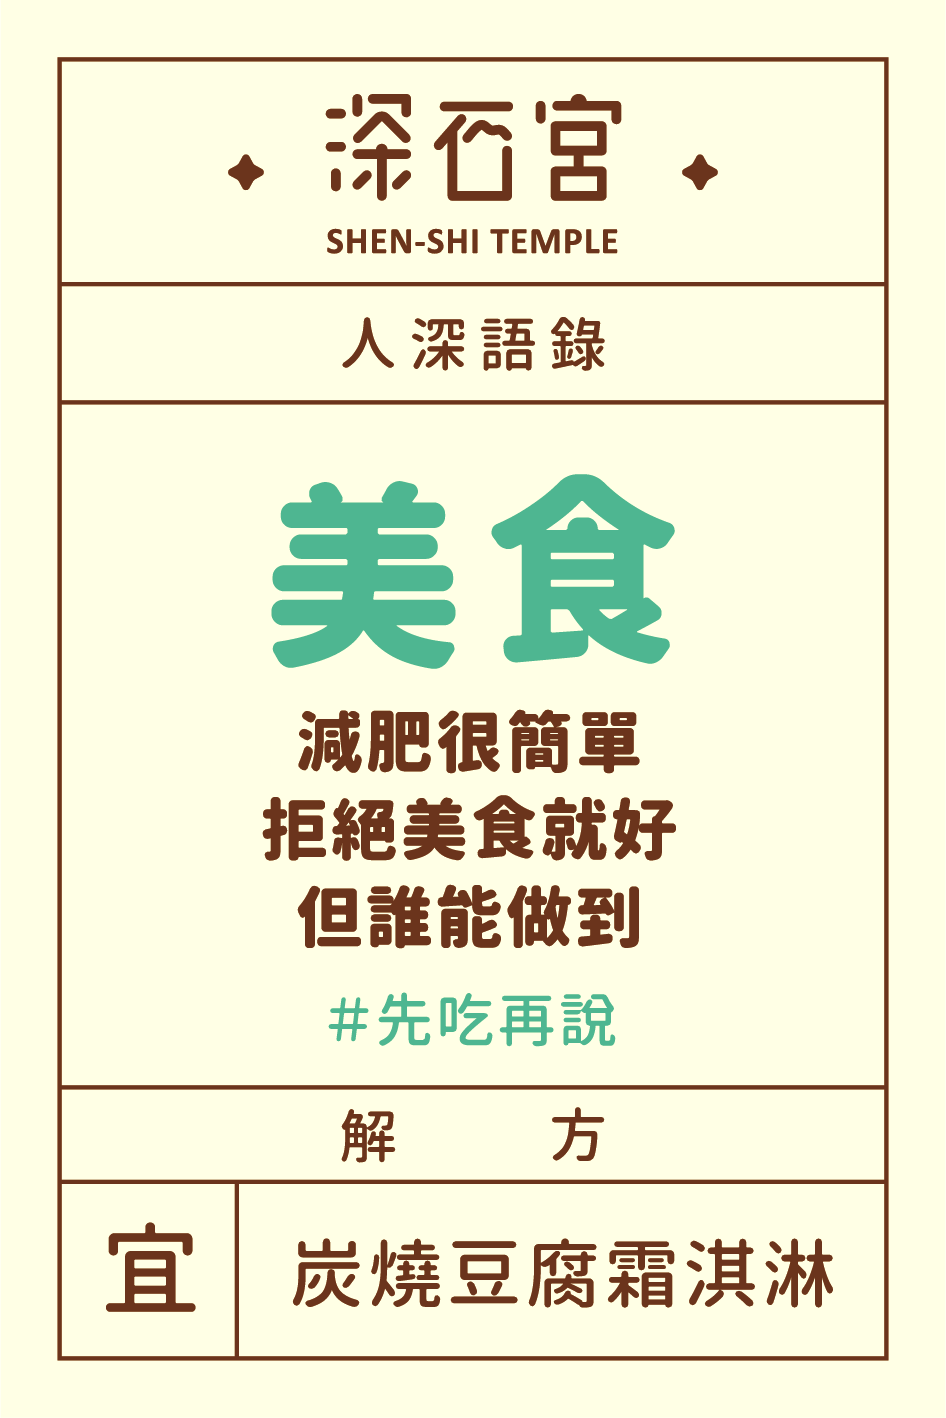 深石宮
SHEN-SHI TEMPLE
人深語錄
美食
減肥很簡單
拒絕美食就好
但誰能做到
#先吃再說
解 方
宜 炭燒豆腐霜淇淋